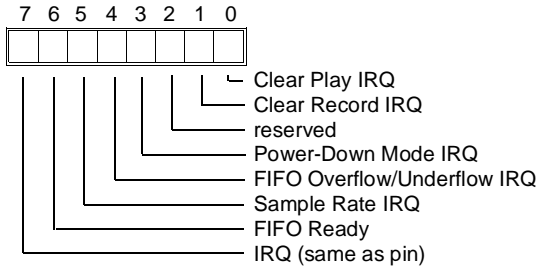 7 6 5 4 3 2 1 0
Clear Play IRQ
Clear Record IRQ
reserved
Power-Down Mode IRQ
FIFO Overflow/Underflow IRQ
Sample Rate IRQ
FIFO Ready
IRQ (same as pin)